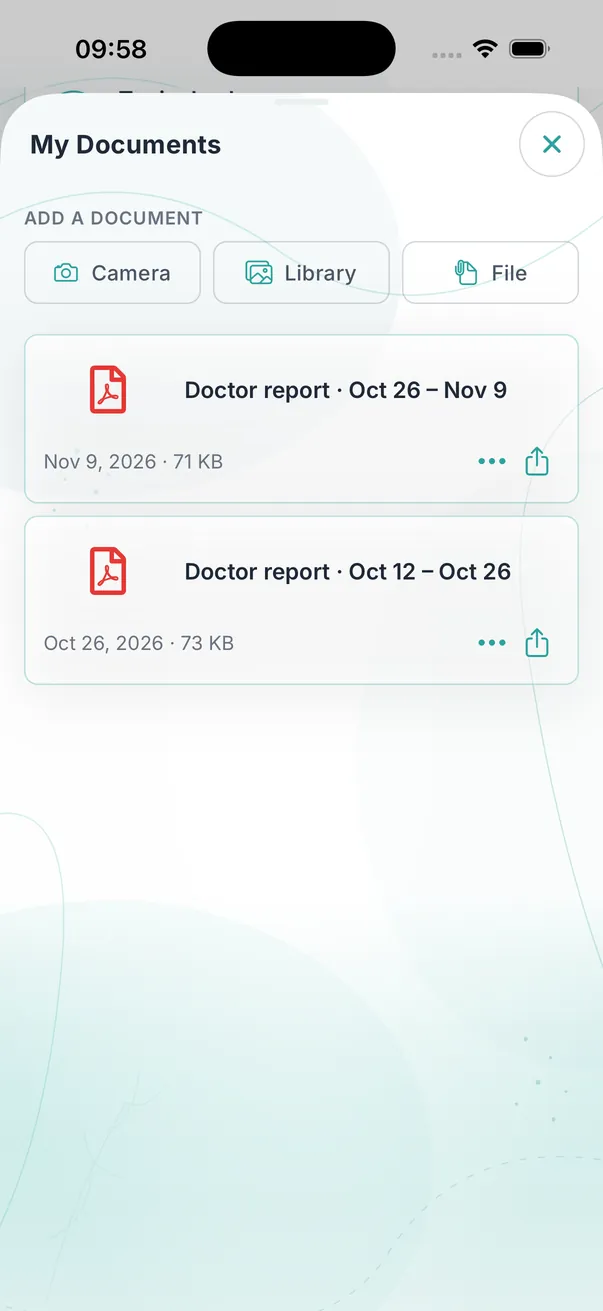 09:58
My Documents
ADD A DOCUMENT
Camera
Library
File
Doctor report · Oct 26 – Nov 9
Nov 9, 2026 · 71 KB
Doctor report · Oct 12 – Oct 26
Oct 26, 2026 · 73 KB